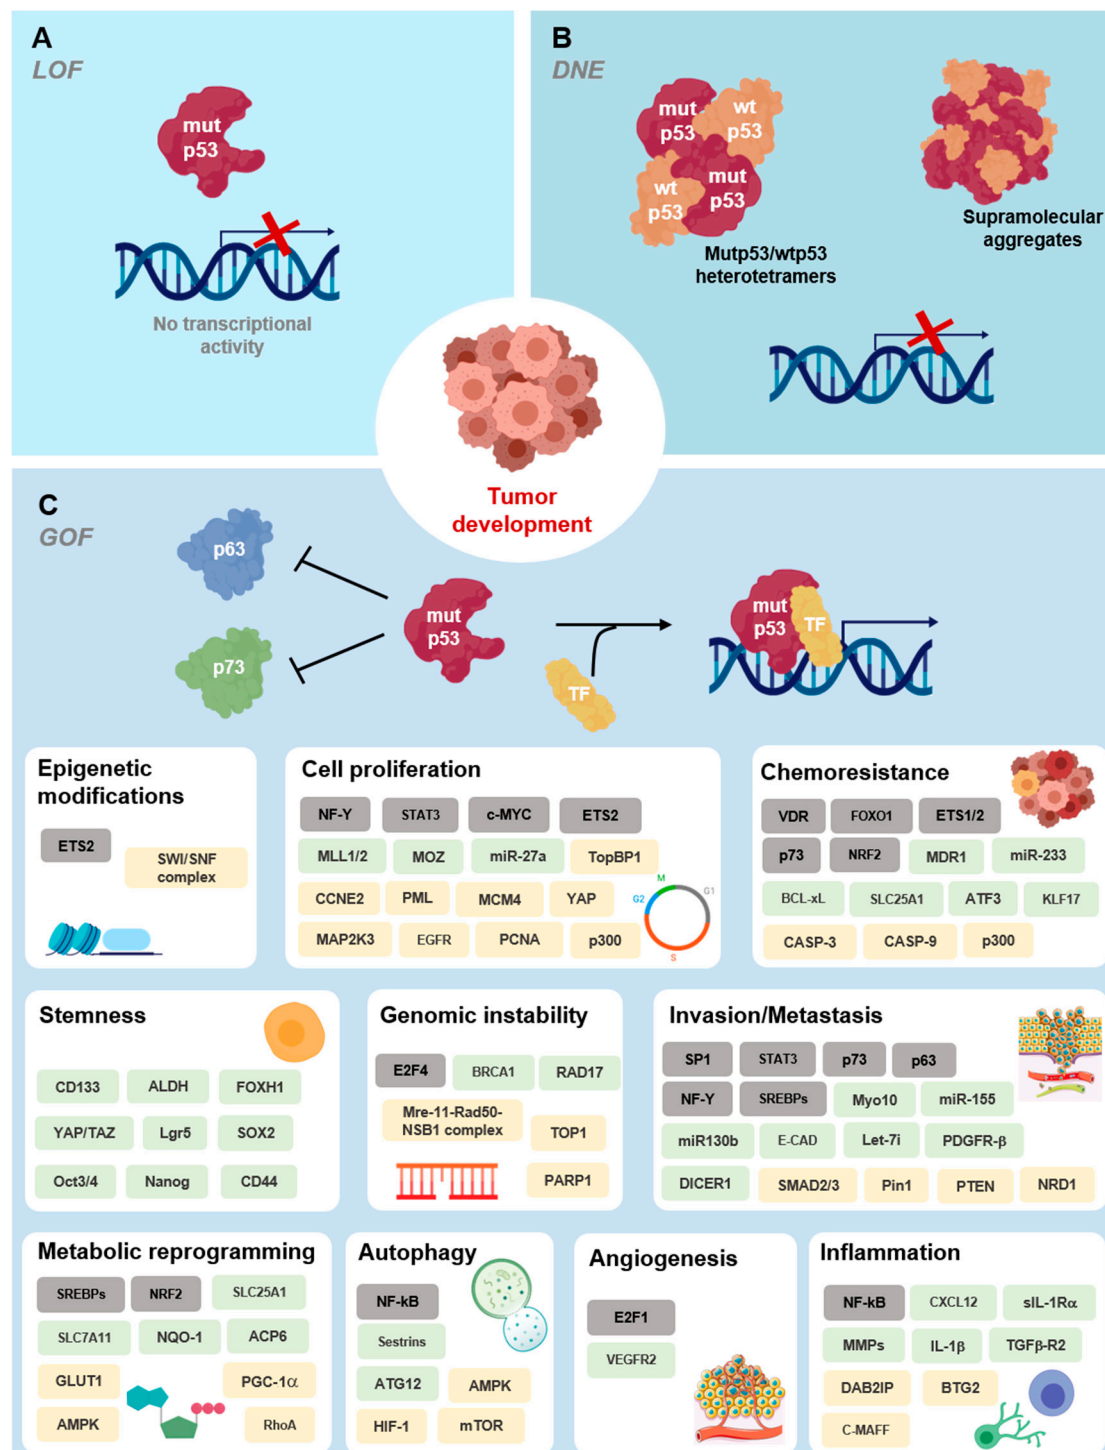 A
LOF
mut
p53
No transcriptional
activity
B
DNE
mut
p53
wt
p53
wt
p53
mut
p53
Mutp53/wtp53
heterotetramers
Supramolecular
aggregates
Tumor
development
C
GOF
p63
p73
mut
p53
TF
mut
p53
TF
Epigenetic
modifications
ETS2
SWI/SNF
complex
Cell proliferation
NF-Y STAT3 c-MYC ETS2
MLL1/2 MOZ miR-27a TopBP1
CCNE2 PML MCM4 YAP
MAP2K3 EGFR PCNA p300
M
G1
G2
S
Chemoresistance
VDR FOXO1 ETS1/2
p73 NRF2 MDR1 miR-233
BCL-xL SLC25A1 ATF3 KLF17
CASP-3 CASP-9 p300
Stemness
CD133 ALDH FOXH1
YAP/TAZ Lgr5 SOX2
Oct3/4 Nanog CD44
Genomic instability
E2F4 BRCA1 RAD17
Mre-11-Rad50-
NSB1 complex
TOP1
PARP1
Invasion/Metastasis
SP1 STAT3 p73 p63
NF-Y SREBPs Myo10 miR-155
miR130b E-CAD Let-7i PDGFR-β
DICER1 SMAD2/3 Pin1 PTEN NRD1
Metabolic reprogramming
SREBPs NRF2 SLC25A1
SLC7A11 NQO-1 ACP6
GLUT1 PGC-1α
AMPK RhoA
Autophagy
NF-kB
Sestrins
ATG12 AMPK
HIF-1 mTOR
Angiogenesis
E2F1
VEGFR2
Inflammation
NF-kB CXCL12 sIL-1Rα
MMPs IL-1β TGFβ-R2
DAB2IP BTG2
C-MAFF